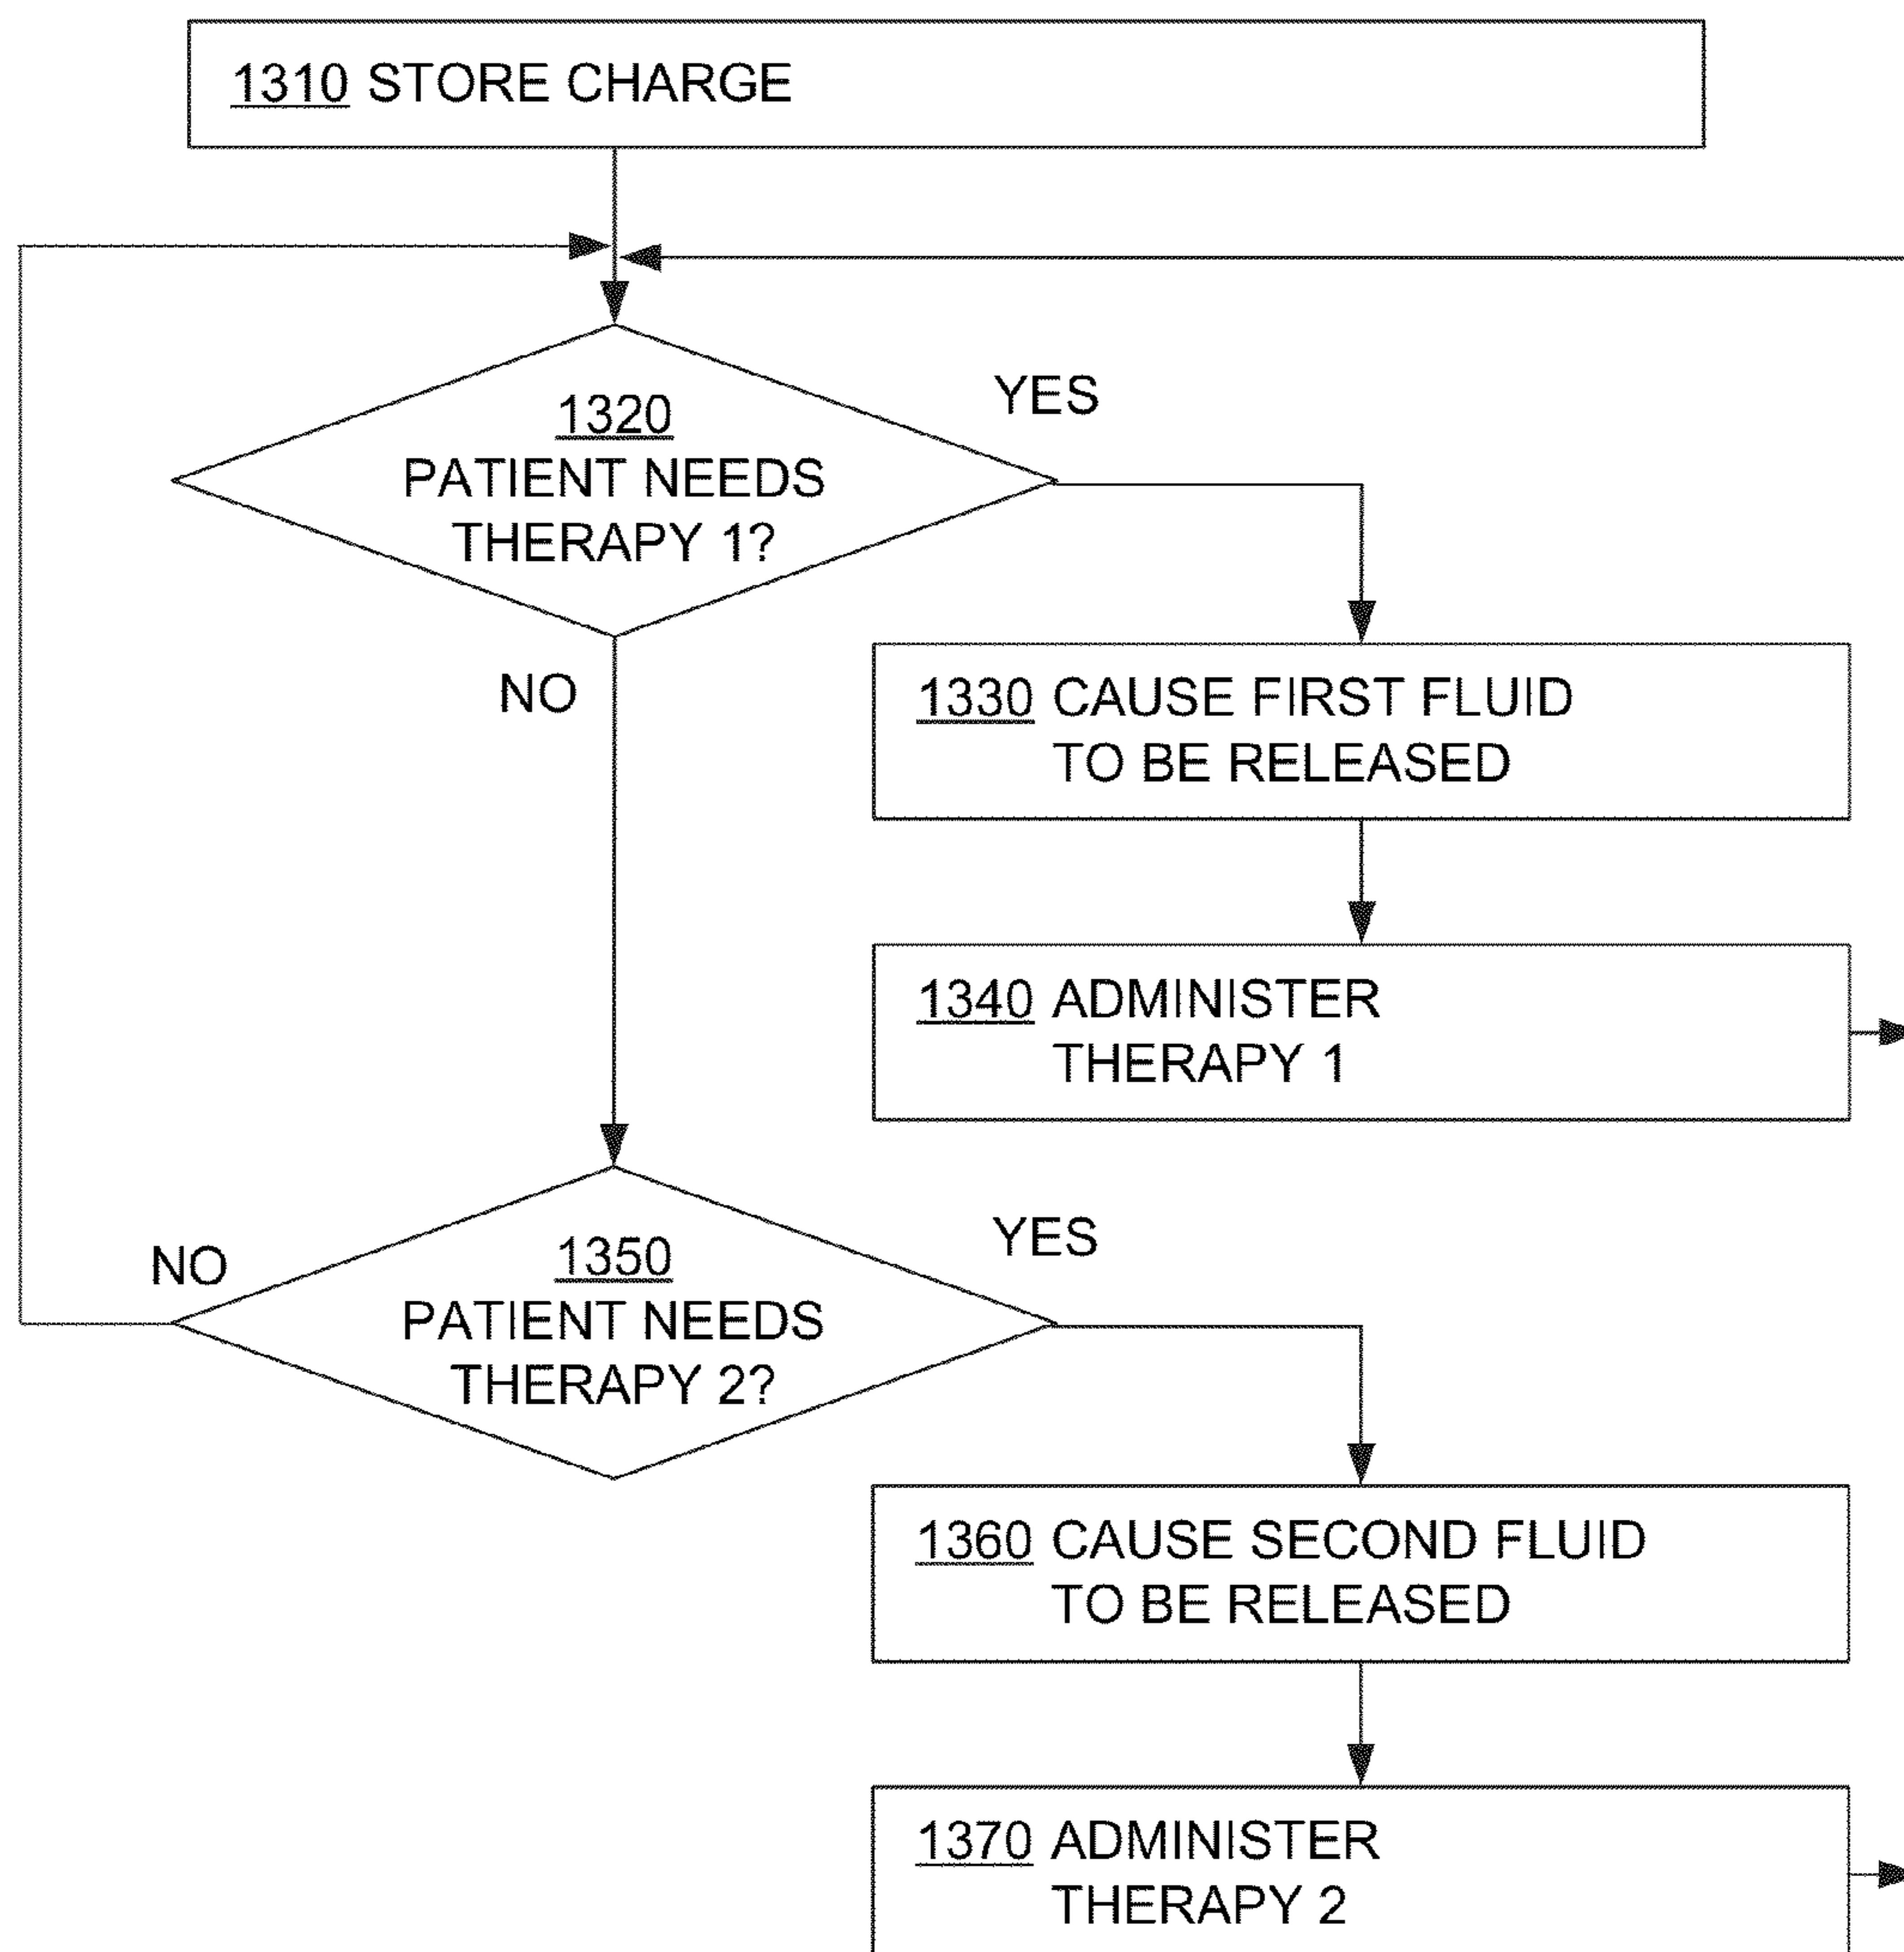 1310 STORE CHARGE
1320
PATIENT NEEDS
THERAPY 1?
YES
NO
1330 CAUSE FIRST FLUID
TO BE RELEASED
1340 ADMINISTER
THERAPY 1
1350
PATIENT NEEDS
THERAPY 2?
NO
YES
1360 CAUSE SECOND FLUID
TO BE RELEASED
1370 ADMINISTER
THERAPY 2